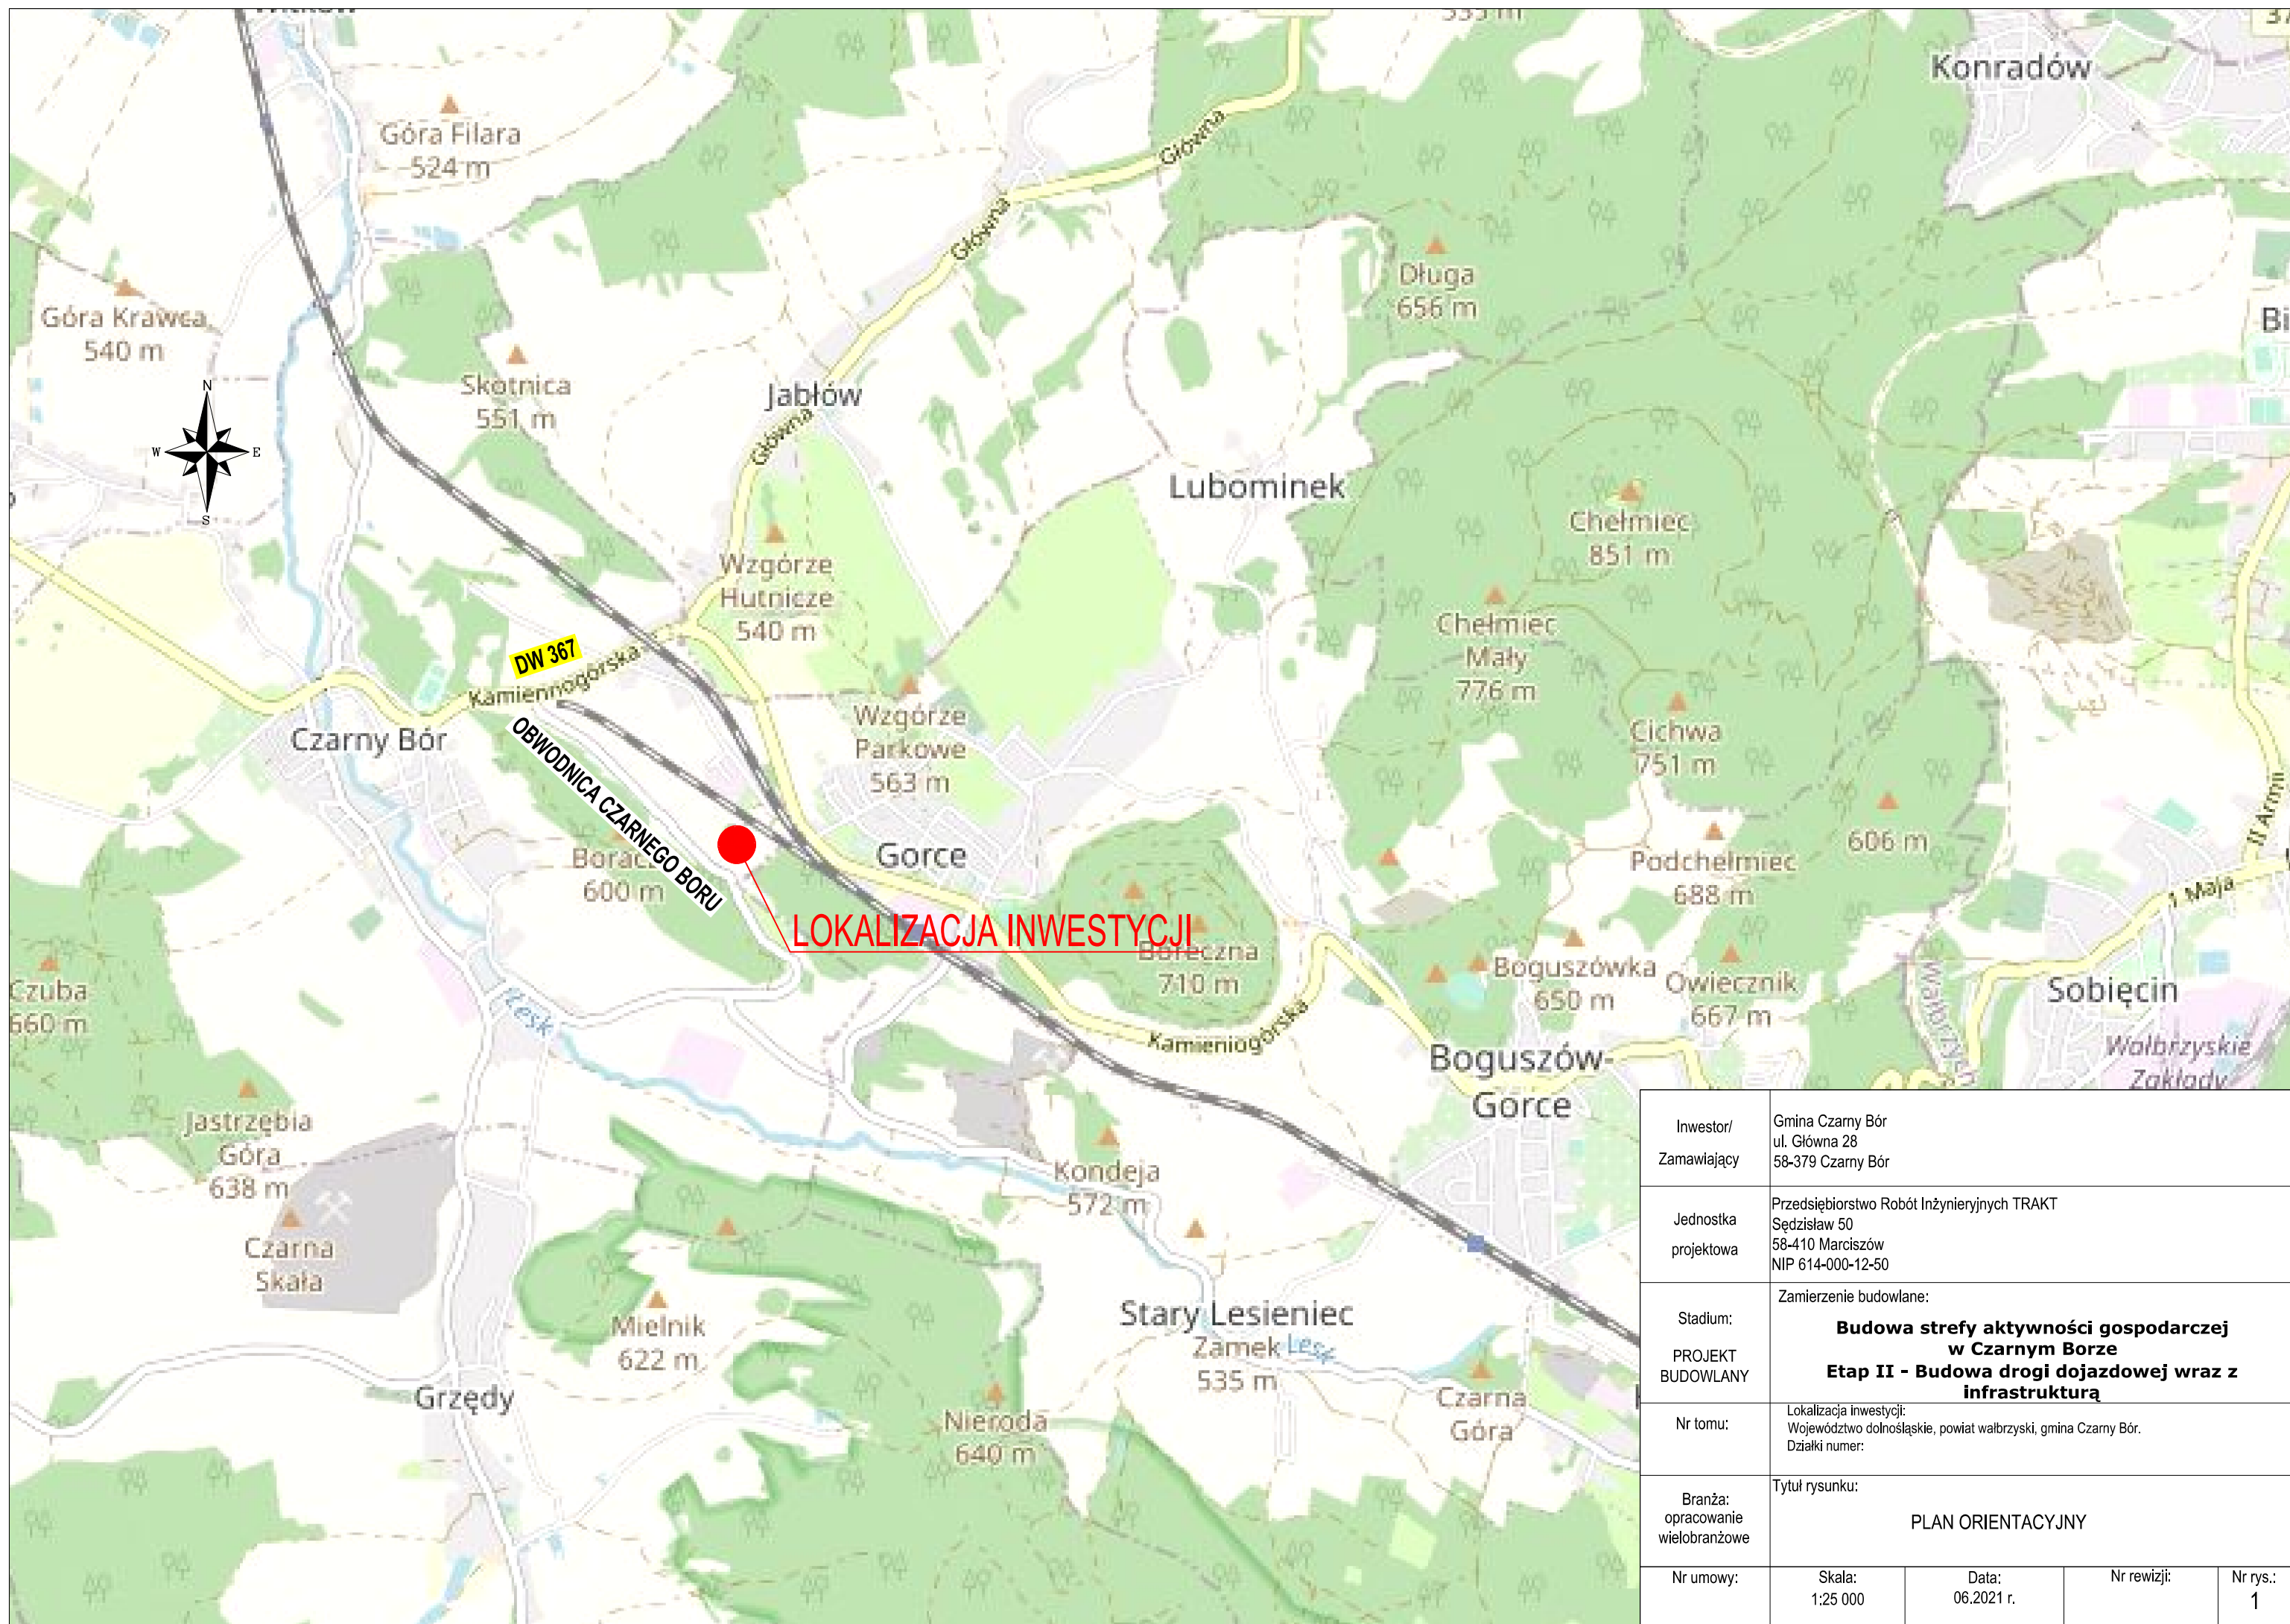 535 m
Konradów
Góra Filara
524 m
Główna
Główna
Długa
656 m
Góra Krawca
540 m
N
W
E
S
Skotnica
551 m
Jabłów
Główna
Lubominek
Chełmiec
851 m
Wzgórze
Hutnicze
540 m
Chełmiec
Mały
776 m
DW 367
Kamiennogórska
Czarny Bór
OBWODNICA CZARNEGO BORU
Wzgórze
Parkowe
563 m
Cichwa
751 m
II Armii
606 m
Gorce
600 m
Podchełmiec
688 m
1 Maja
LOKALIZACJA INWESTYCJI
Boreczna
710 m
Boguszówka
650 m
Owiecznik
667 m
Wałbrzych
Sobięcin
Czuba
660 m
Lesk
Kamieniogórska
Boguszów-
Gorce
Wałbrzyskie
Zakłady
Jastrzębia
Góra
638 m
Kondeja
572 m
Czarna
Skała
Mielnik
622 m
Stary Lesieniec
Zamek
535 m
Lesk
Czarna
Góra
Grzędy
Nieroda
640 m
Inwestor/
Zamawiający
Gmina Czarny Bór
ul. Główna 28
58-379 Czarny Bór
Jednostka
projektowa
Przedsiębiorstwo Robót Inżynieryjnych TRAKT
Sędzisław 50
58-410 Marciszów
NIP 614-000-12-50
Stadium:
PROJEKT
BUDOWLANY
Zamierzenie budowlane:
Budowa strefy aktywności gospodarczej
w Czarnym Borze
Etap II - Budowa drogi dojazdowej wraz z
infrastrukturą
Nr tomu:
Lokalizacja inwestycji:
Województwo dolnośląskie, powiat wałbrzyski, gmina Czarny Bór.
Działki numer:
Branża:
opracowanie
wielobranżowe
Tytuł rysunku:
PLAN ORIENTACYJNY
Nr umowy:
Skala:
1:25 000
Data:
06.2021 r.
Nr rewizji:
Nr rys.:
1